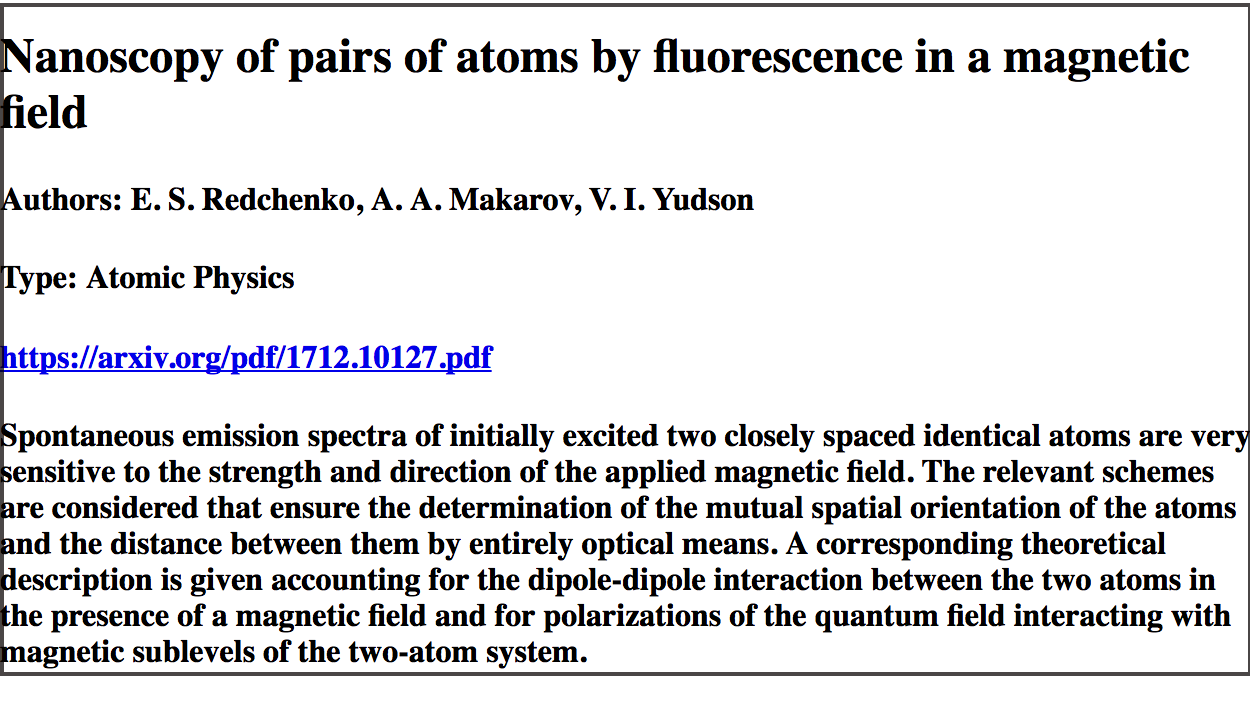 Nanoscopy of pairs of atoms by fluorescence in a magnetic
field
Authors: E. S. Redchenko, A. A. Makarov, V. I. Yudson
Type: Atomic Physics
https://arxiv.org/pdf/1712.10127.pdf
Spontaneous emission spectra of initially excited two closely spaced identical atoms are very
sensitive to the strength and direction of the applied magnetic field. The relevant schemes
are considered that ensure the determination of the mutual spatial orientation of the atoms
and the distance between them by entirely optical means. A corresponding theoretical
description is given accounting for the dipole-dipole interaction between the two atoms in
the presence of a magnetic field and for polarizations of the quantum field interacting with
magnetic sublevels of the two-atom system.